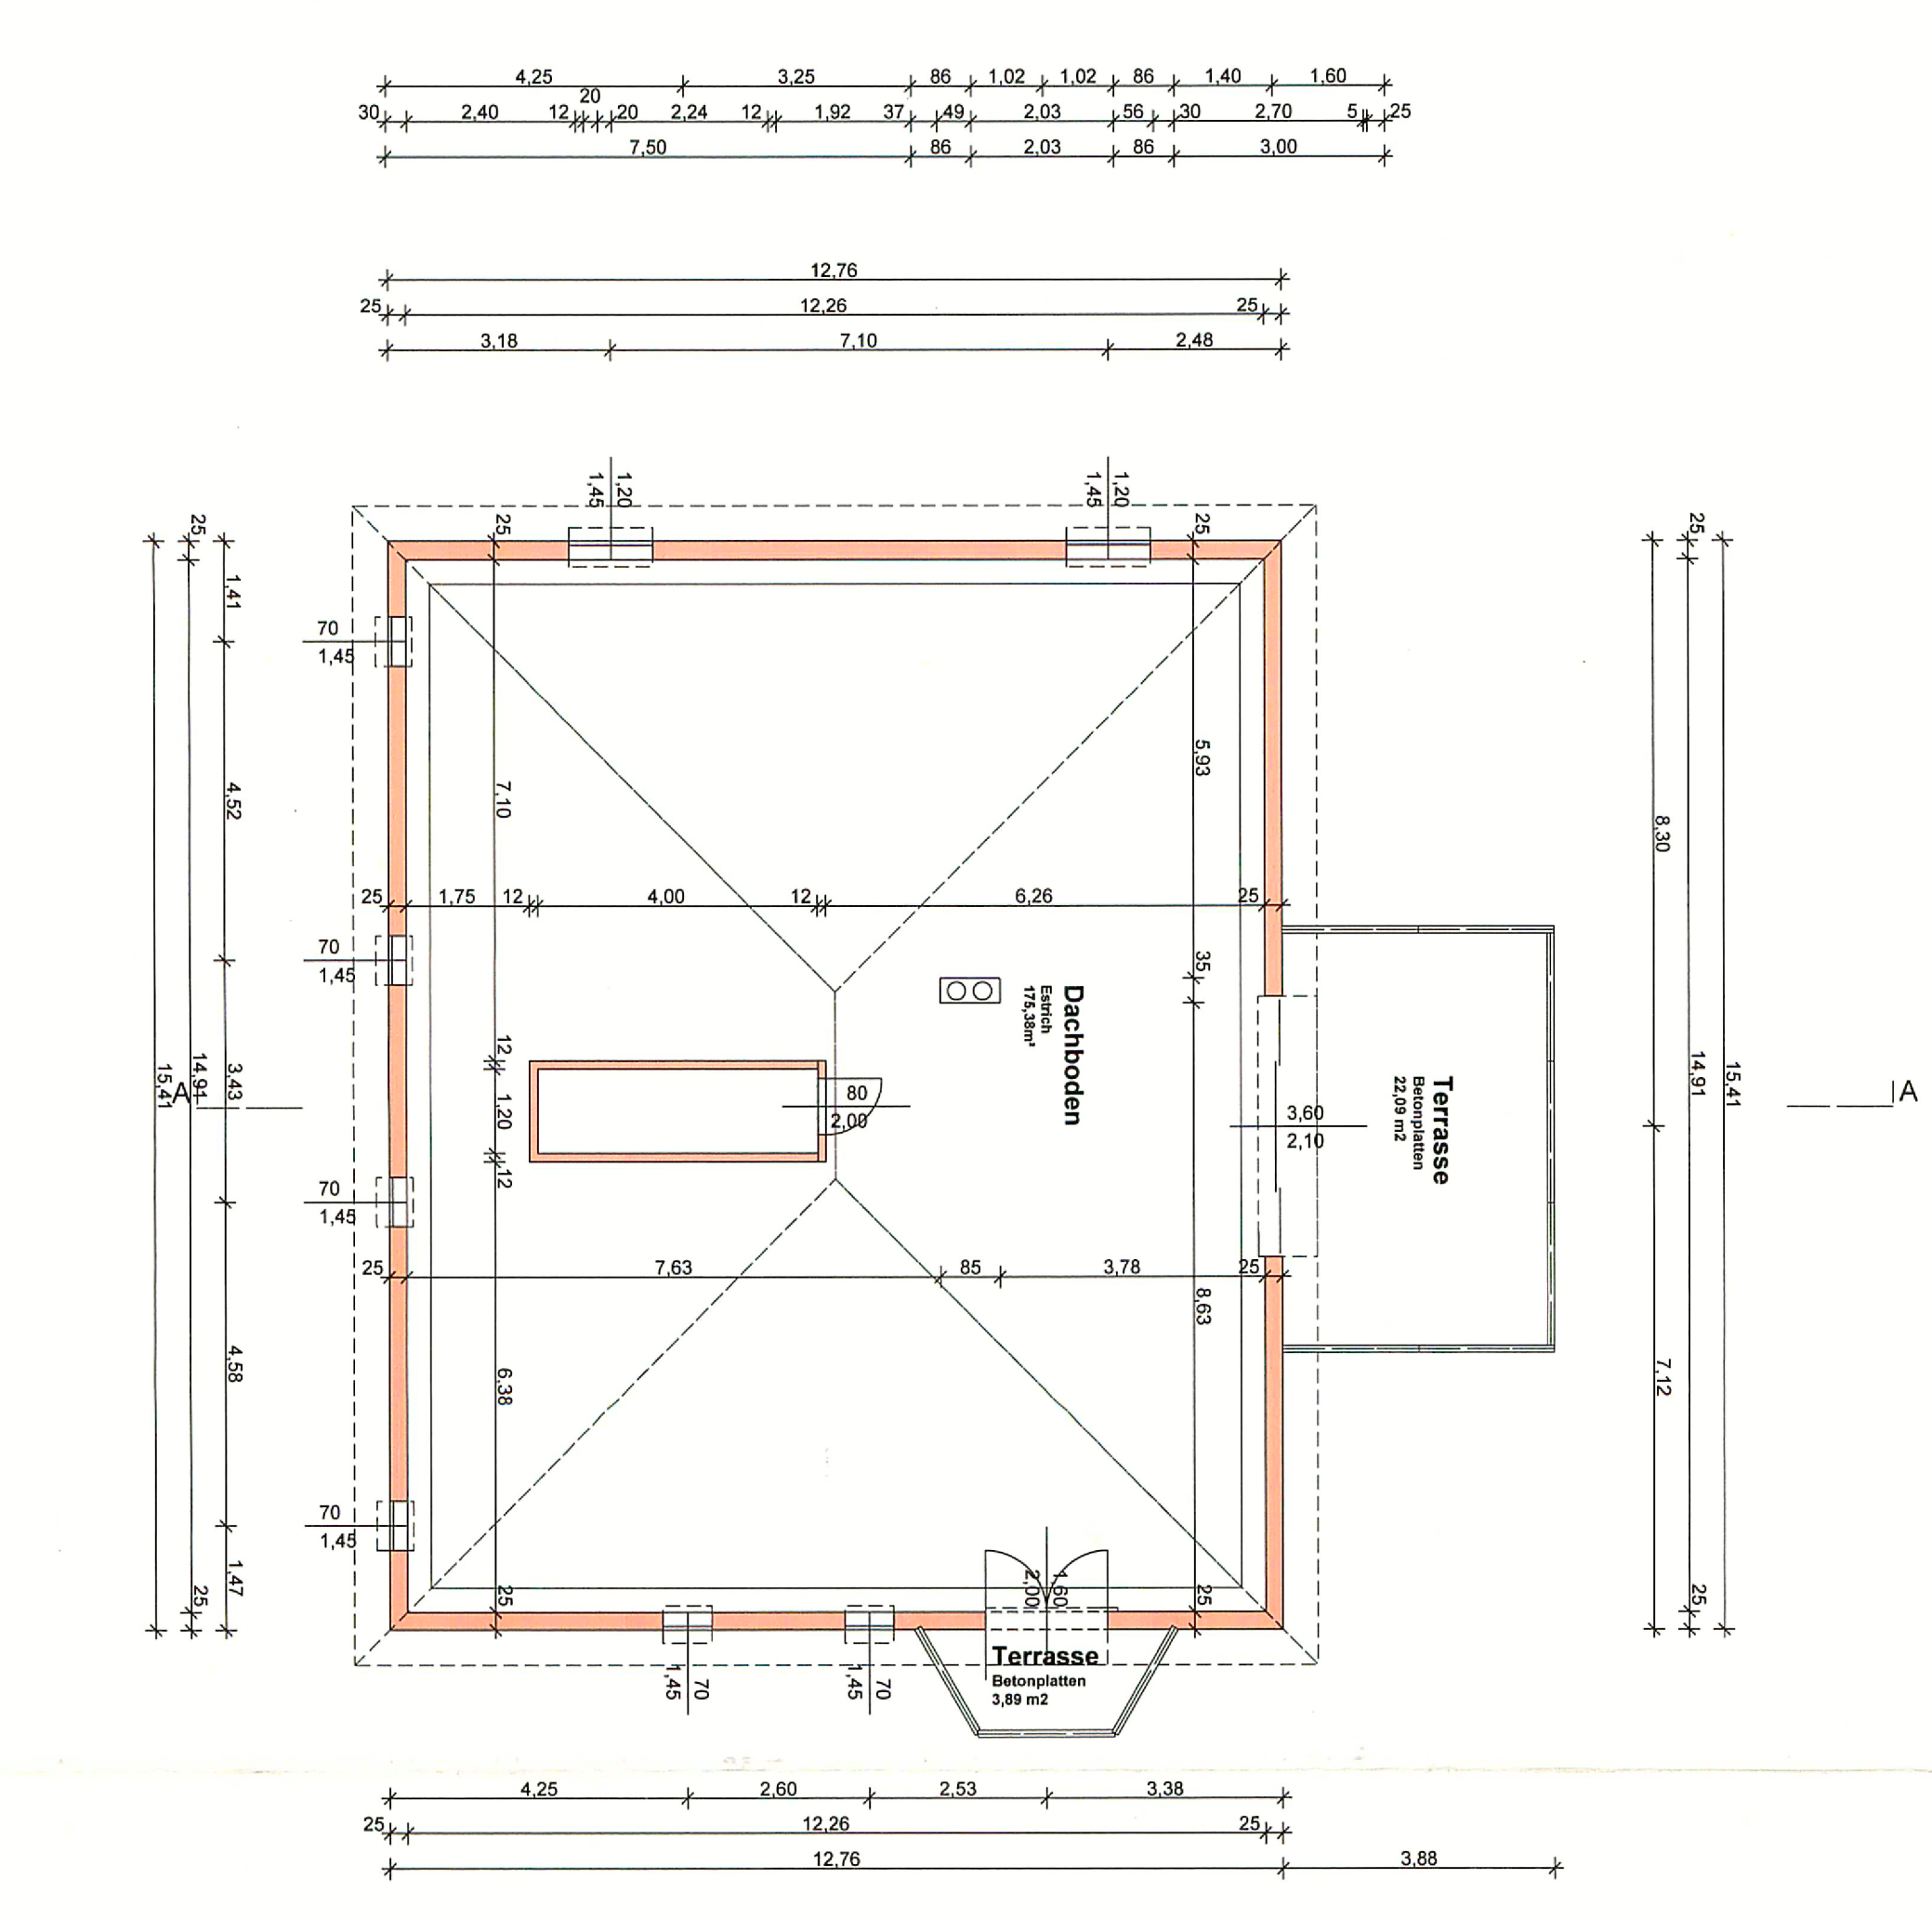 4,25 3,25 86 1,02 1,02 86 1,40 1,60
20
30 2,40 12 20 2,24 12 1,92 37 49 2,03 56 30 2,70 5 25
7,50 86 2,03 86 3,00
12,76
25 12,26 25
3,18 7,10 2,48
1,45 1,20
1,45 1,20
25 25 25 25
1,41
70
1,45
4,52
7,10
5,93
8,30
25 1,75 12 4,00 12 6,26 25
70
1,45
35
Dachboden
Estrich
175,38m²
12
1,20
12
80
2,00
A
15,41
14,91
3,43
3,60
2,10
Terrasse
Betonplatten
22,09 m2
14,91
15,41
A
70
1,45
25 7,63 85 3,78 25
8,63
4,58
6,38
7,12
70
1,45
1,47
25 25 25 25
2,00 1,60
Terrasse
Betonplatten
3,89 m2
1,45 70
1,45 70
4,25 2,60 2,53 3,38
25 12,26 25
12,76 3,88